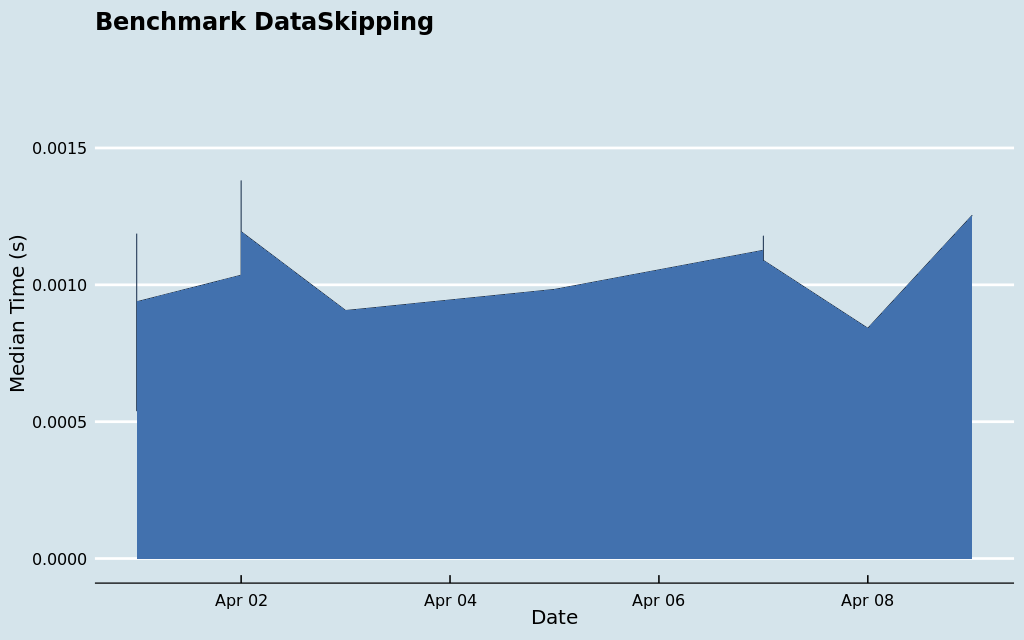 Benchmark DataSkipping
Median Time (s)
0.0015
0.0010
0.0005
0.0000
Apr 02
Apr 04
Apr 06
Apr 08
Date